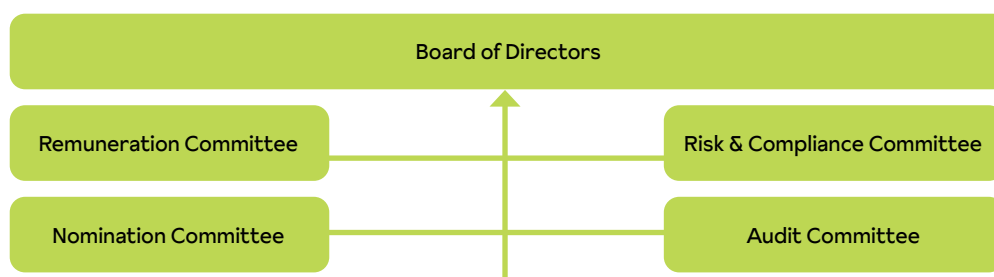 Board of Directors
Remuneration Committee
Risk & Compliance Committee
Nomination Committee
Audit Committee